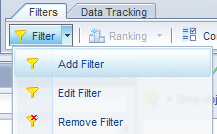 Filters Data Tracking
Filter Ranking Co
Add Filter
Edit Filter
Remove Filter